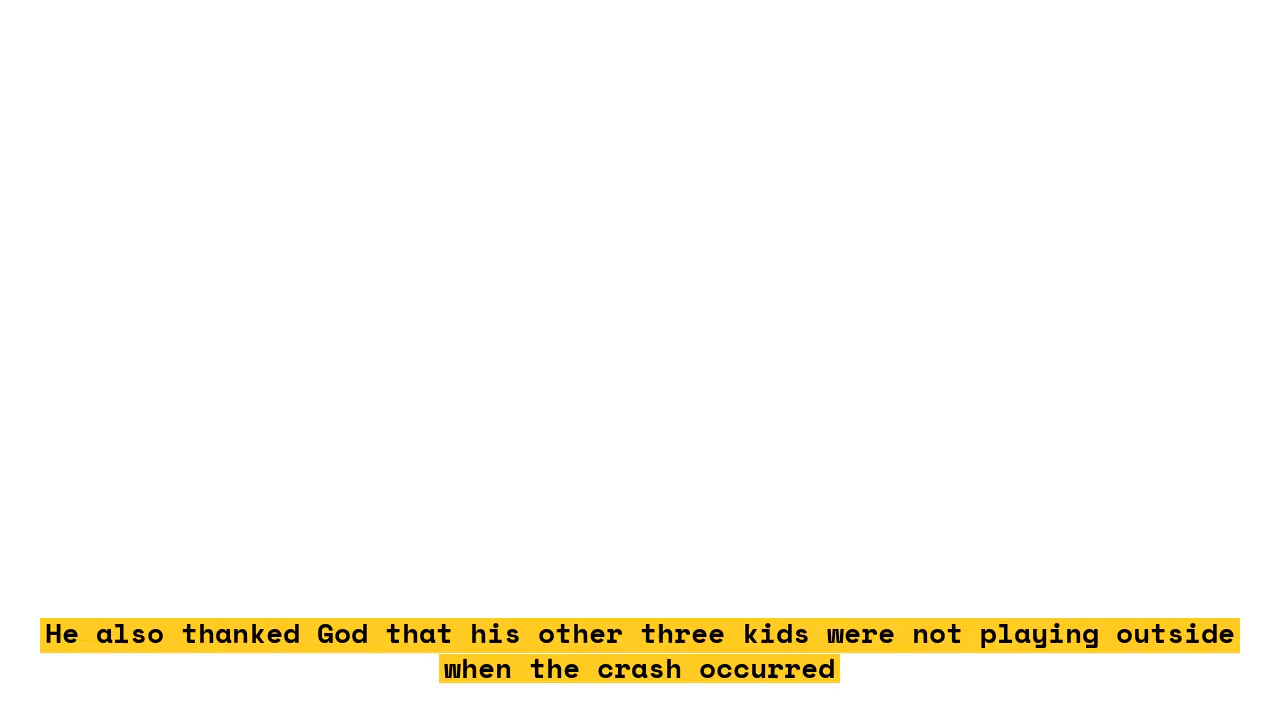 He also thanked God that his other three kids were not playing outside
when the crash occurred